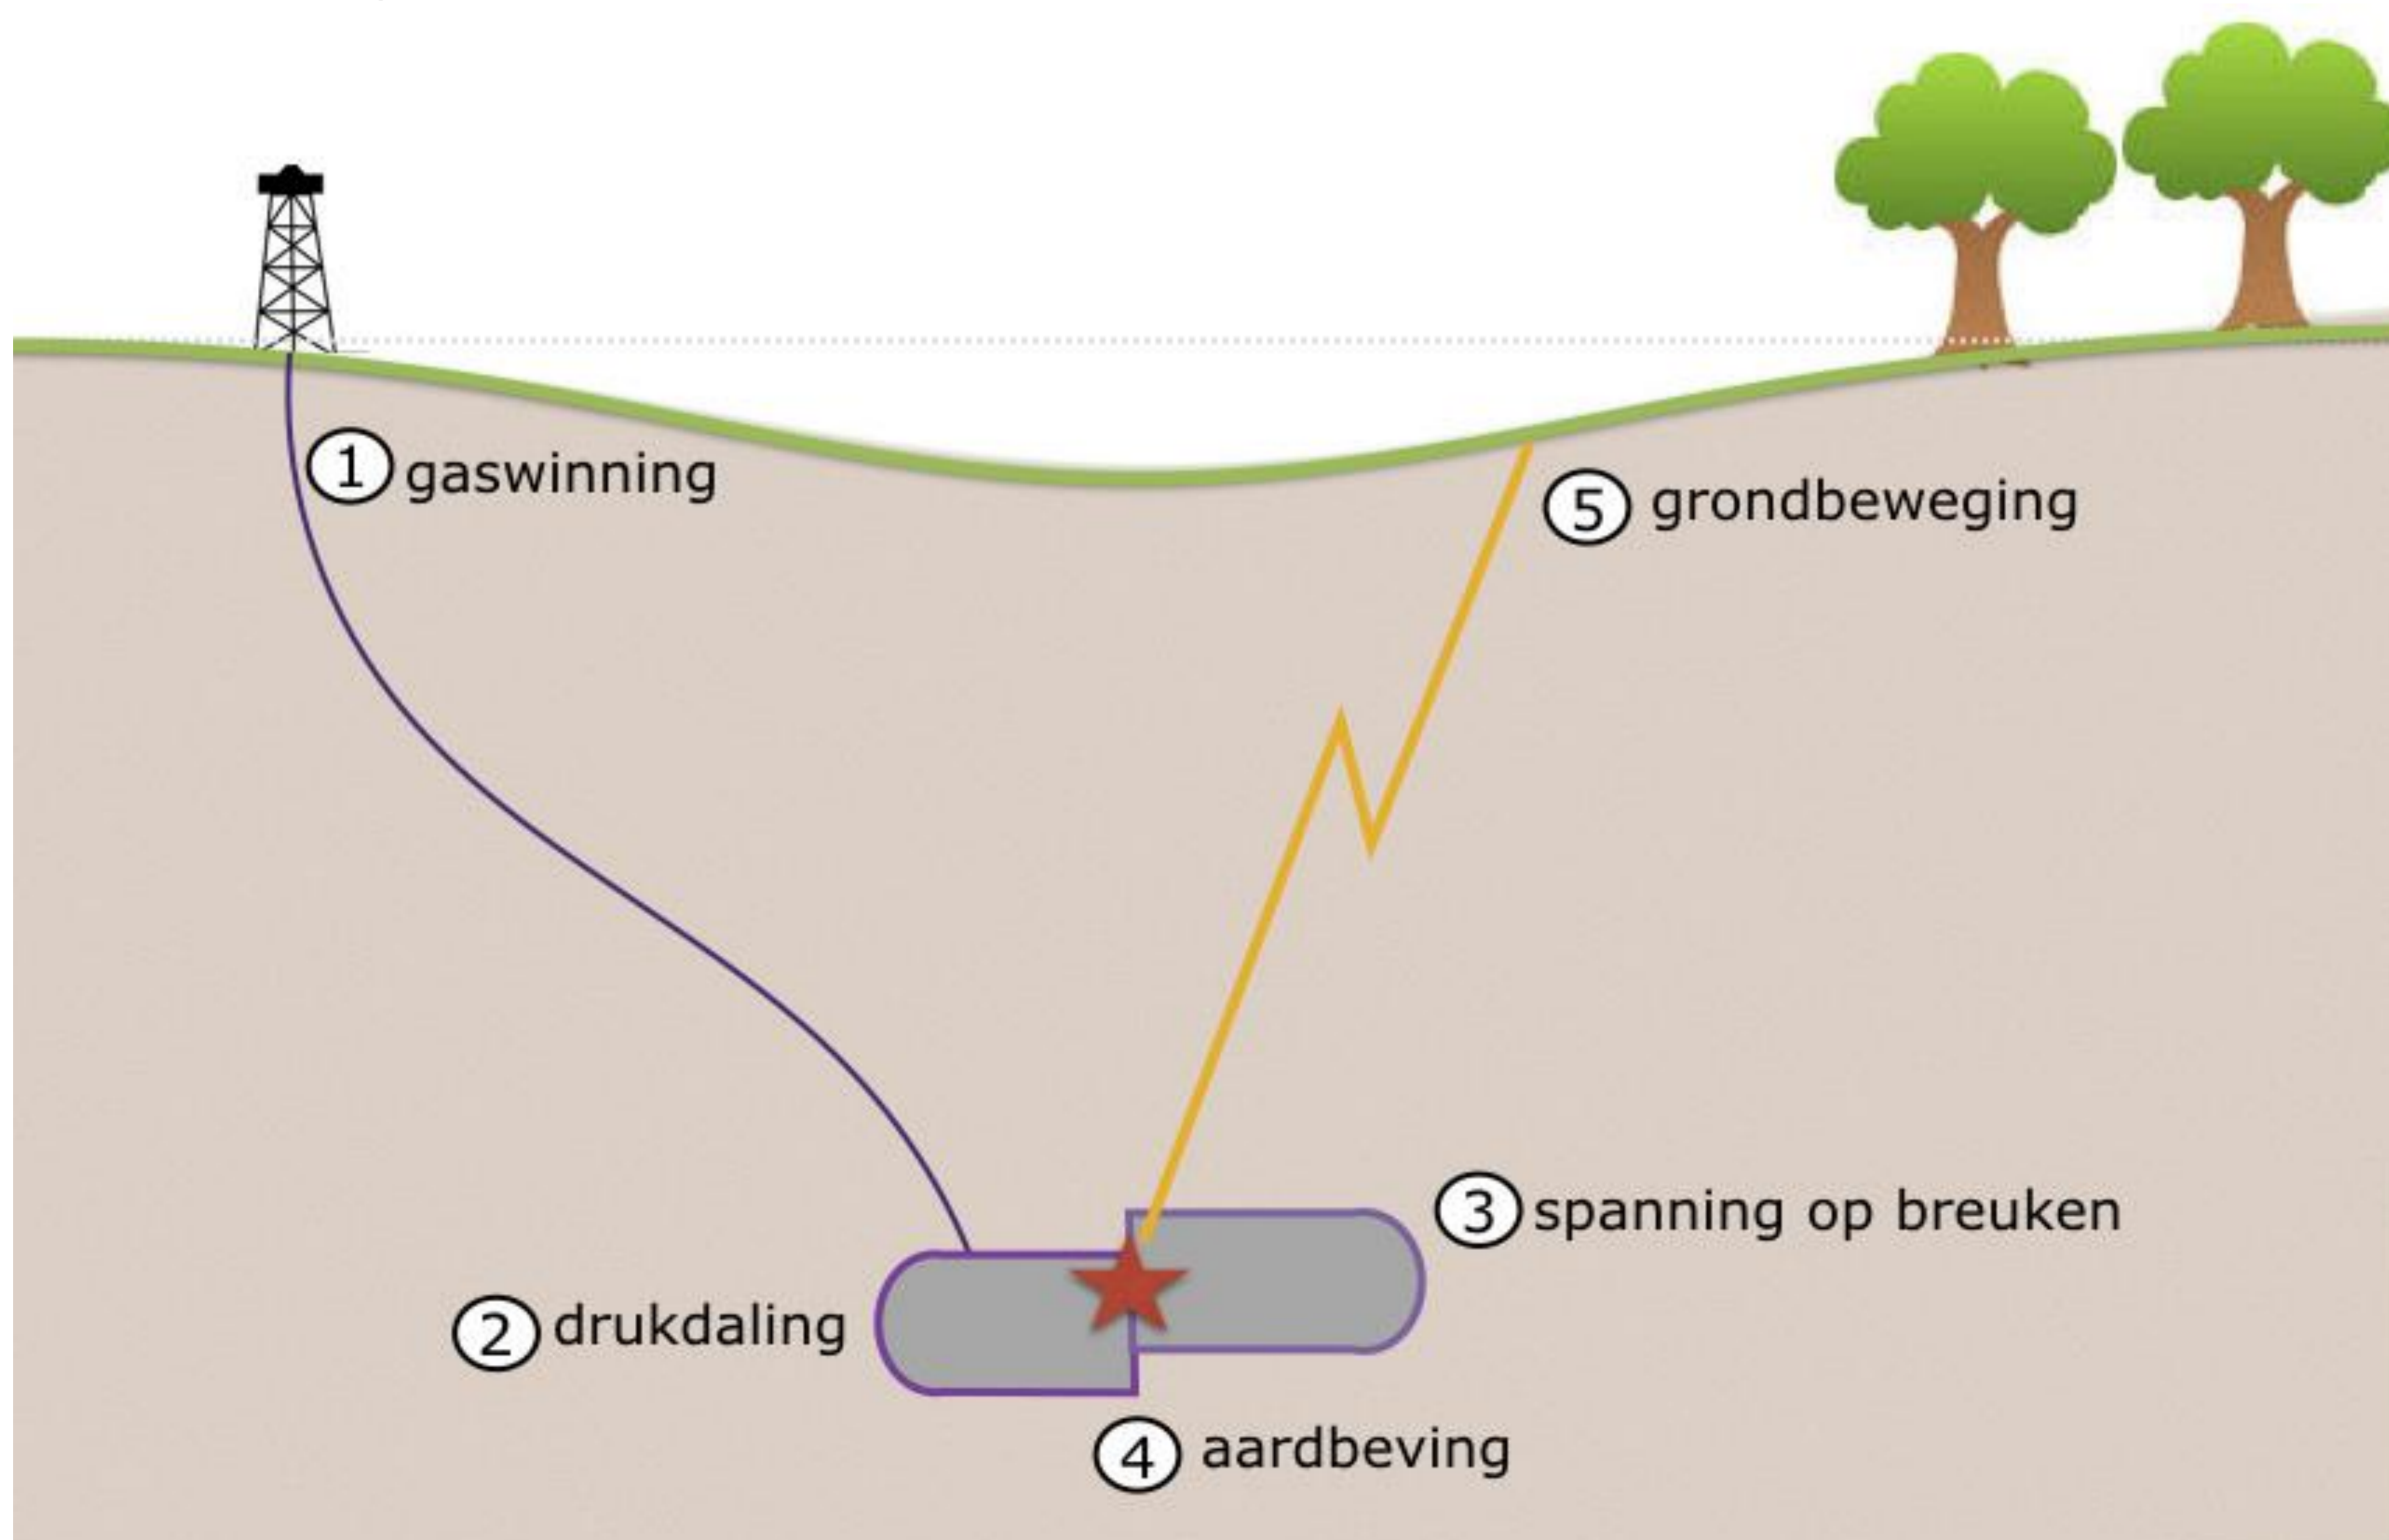 1 gaswinning
5 grondbeweging
3 spanning op breuken
2 drukdaling
4 aardbeving